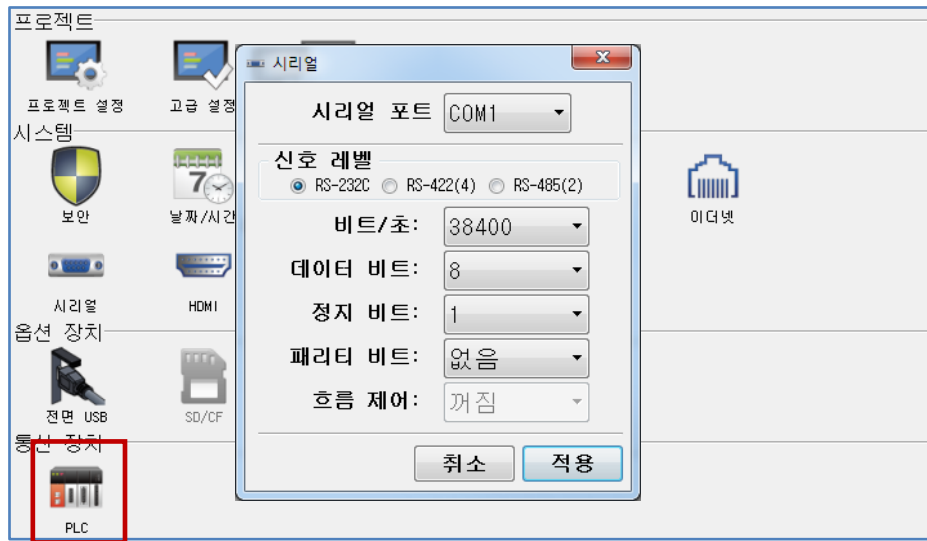 프로젝트
프로젝트 설정
고급 설정
시스템
보안
날짜/시간
이더넷
시리얼
HDMI
옵션 장치
전면 USB
SD/CF
통신 장치
PLC
시리얼
시리얼 포트 COM1
신호 레벨
RS-232C RS-422(4) RS-485(2)
비트/초: 38400
데이터 비트: 8
정지 비트: 1
패리티 비트: 없음
흐름 제어: 꺼짐
취소 적용